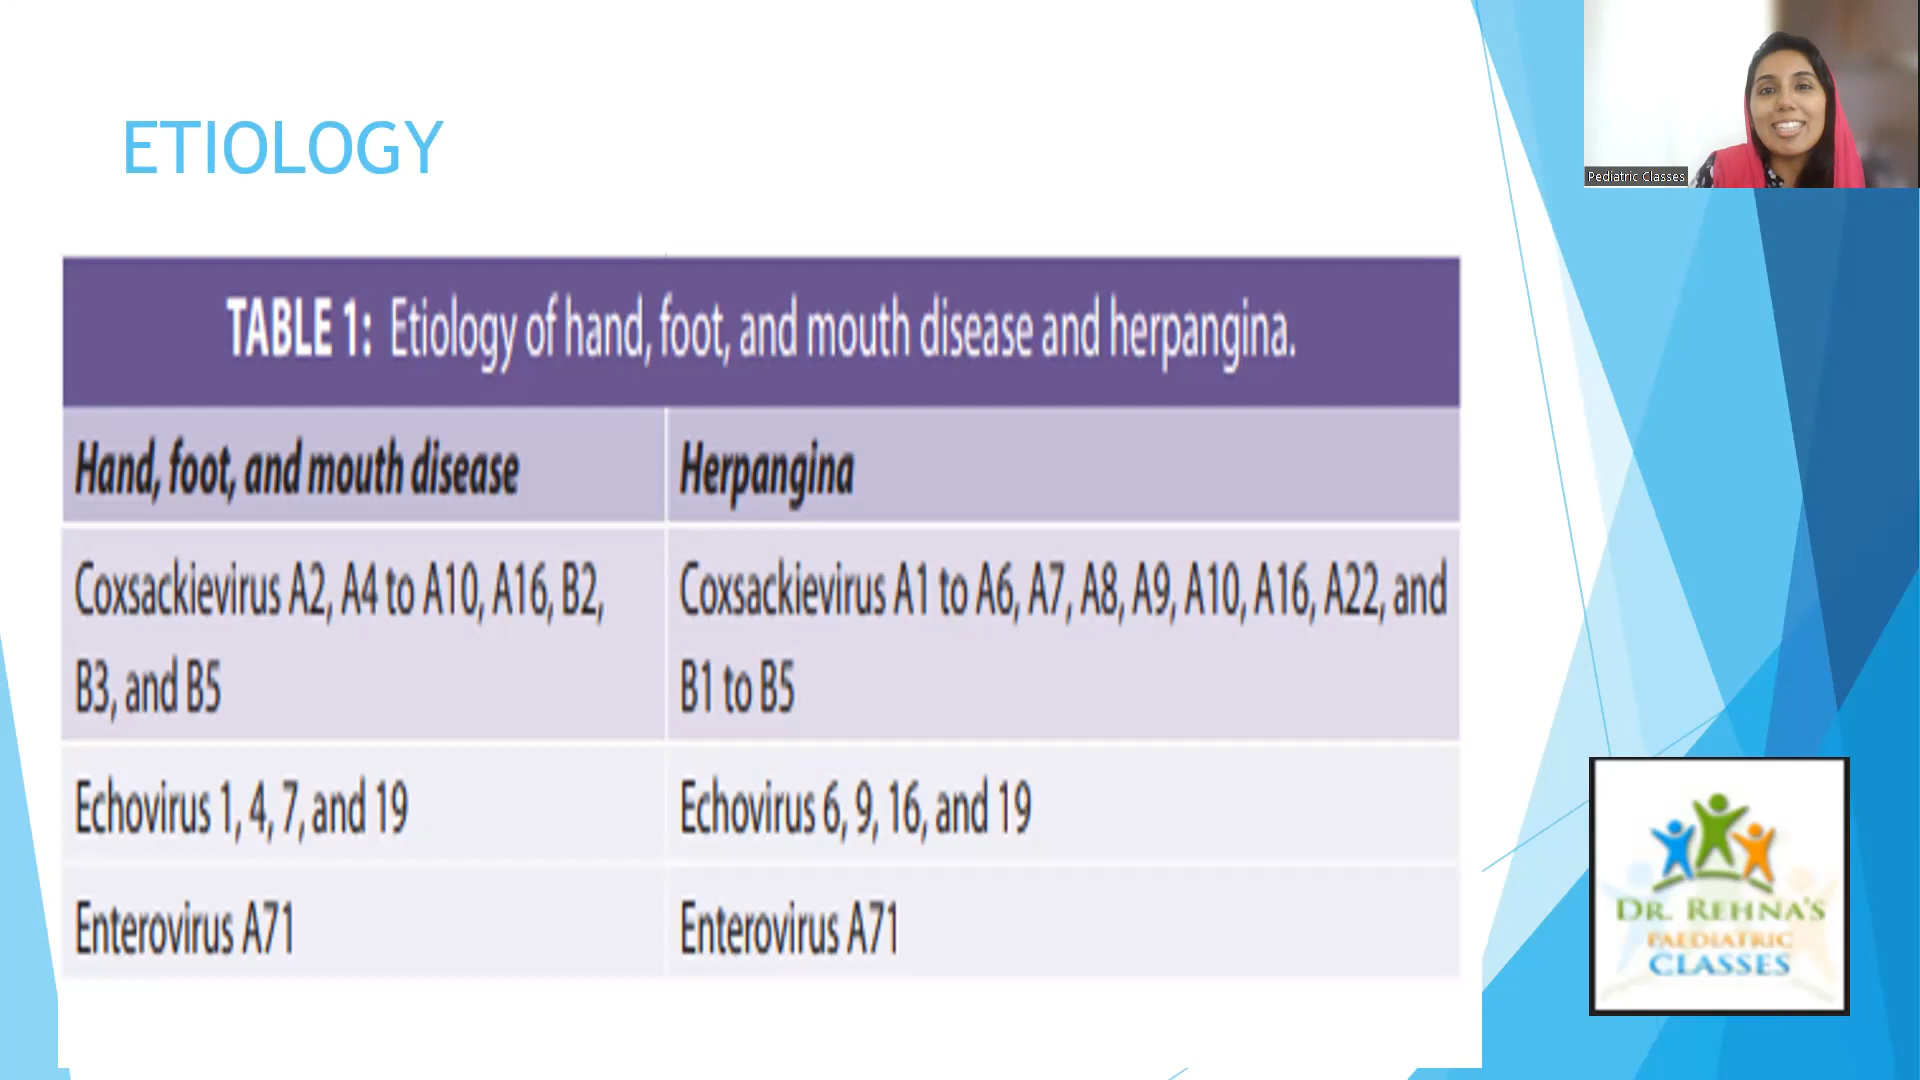 Pediatric Classes
ETIOLOGY
TABLE 1: Etiology of hand, foot, and mouth disease and herpangina.
Hand, foot, and mouth disease
Herpangina
Coxsackievirus A2, A4 to A10, A16, B2,
B3, and B5
Coxsackievirus A1 to A6, A7, A8, A9, A10, A16, A22, and
B1 to B5
Echovirus 1, 4, 7, and 19
Echovirus 6, 9, 16, and 19
Enterovirus A71
Enterovirus A71
DR. REHNA'S
PAEDIATRIC
CLASSES